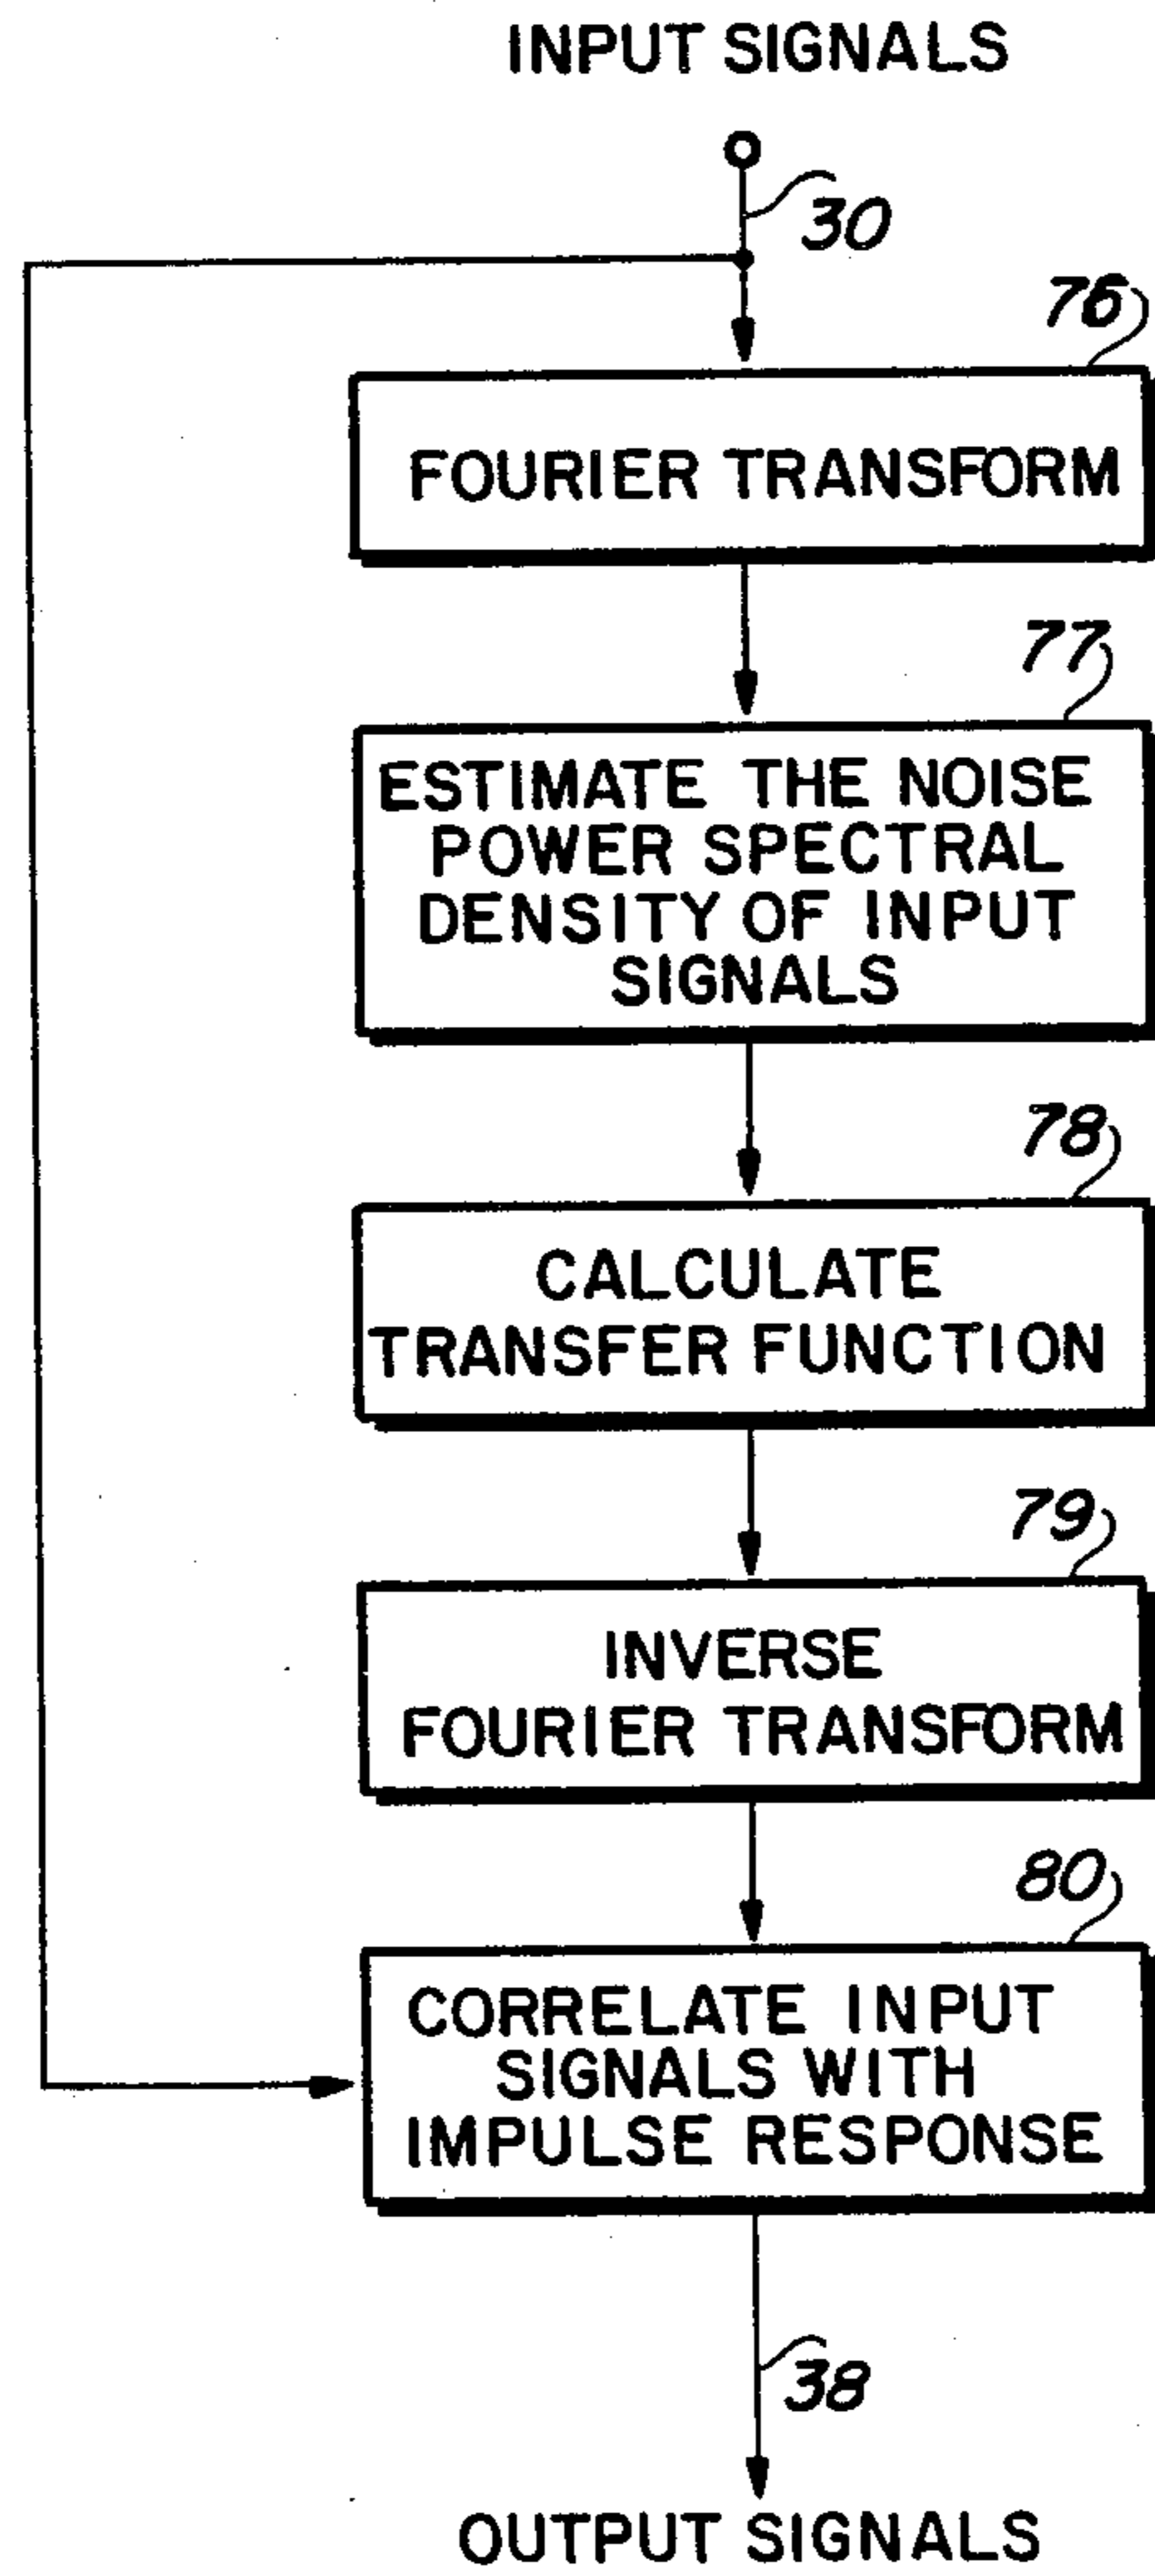 INPUT SIGNALS
30
76
FOURIER TRANSFORM
77
ESTIMATE THE NOISE
POWER SPECTRAL
DENSITY OF INPUT
SIGNALS
78
CALCULATE
TRANSFER FUNCTION
79
INVERSE
FOURIER TRANSFORM
80
CORRELATE INPUT
SIGNALS WITH
IMPULSE RESPONSE
38
OUTPUT SIGNALS